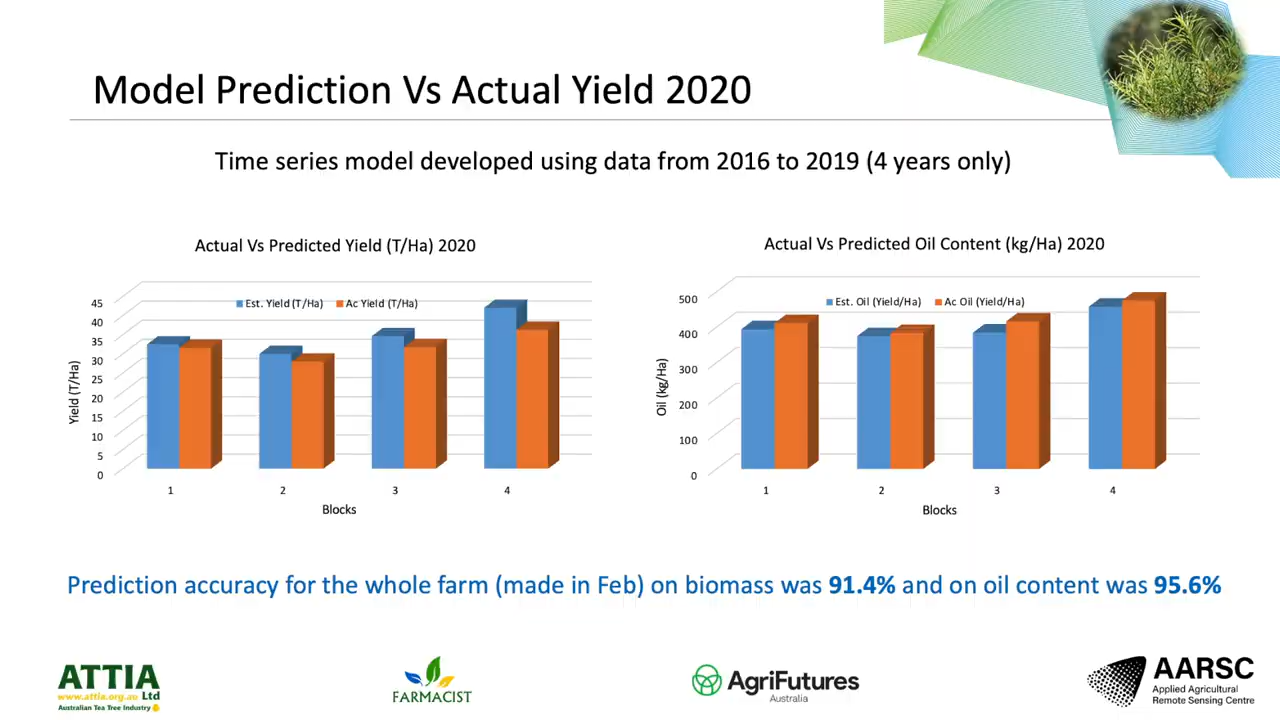 Model Prediction Vs Actual Yield 2020
Time series model developed using data from 2016 to 2019 (4 years only)
Actual Vs Predicted Yield (T/Ha) 2020
Est. Yield (T/Ha)
Ac Yield (T/Ha)
Yield (T/Ha)
45
40
35
30
25
20
15
10
5
0
1
2
3
4
Blocks
Actual Vs Predicted Oil Content (kg/Ha) 2020
Est. Oil (Yield/Ha)
Ac Oil (Yield/Ha)
Oil (kg/Ha)
500
400
300
200
100
0
1
2
3
4
Blocks
Prediction accuracy for the whole farm (made in Feb) on biomass was 91.4% and on oil content was 95.6%
ATTIA
www.attia.org.au Ltd
Australian Tea Tree Industry
FARMACIST
AgriFutures
Australia
AARSC
Applied Agricultural
Remote Sensing Centre